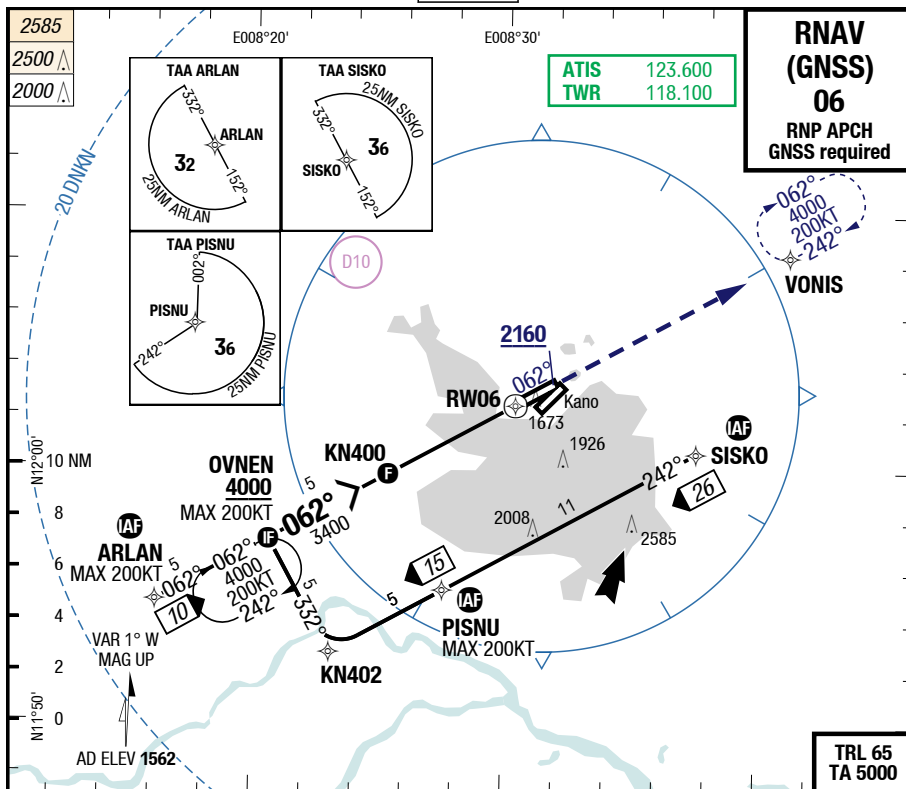 2585
2500
2000
E008°20'
E008°30'
RNAV
(GNSS)
06
RNP APCH
GNSS required
ATIS 123.600
TWR 118.100
TAA ARLAN
332°
ARLAN
32
152°
25NM ARLAN
TAA SISKO
25NM SISKO
332°
36
SISKO
152°
TAA PISNU
002°
PISNU
36
242°
25NM PISNU
20 DNKN
D10
062°
4000
200KT
242°
VONIS
2160
062°
RW06
Kano
1673
1926
IAF
SISKO
242°
26
KN400
F
5
OVNEN
4000
MAX 200KT
IF
062°
3400
2008
11
2585
N12°00'
10 NM
8
6
4
2
0
IAF
ARLAN
MAX 200KT
5
062°
062°
4000
200KT
242°
10
5
332°
15
5
IAF
PISNU
MAX 200KT
KN402
VAR 1° W
MAG UP
N11°50'
AD ELEV 1562
TRL 65
TA 5000